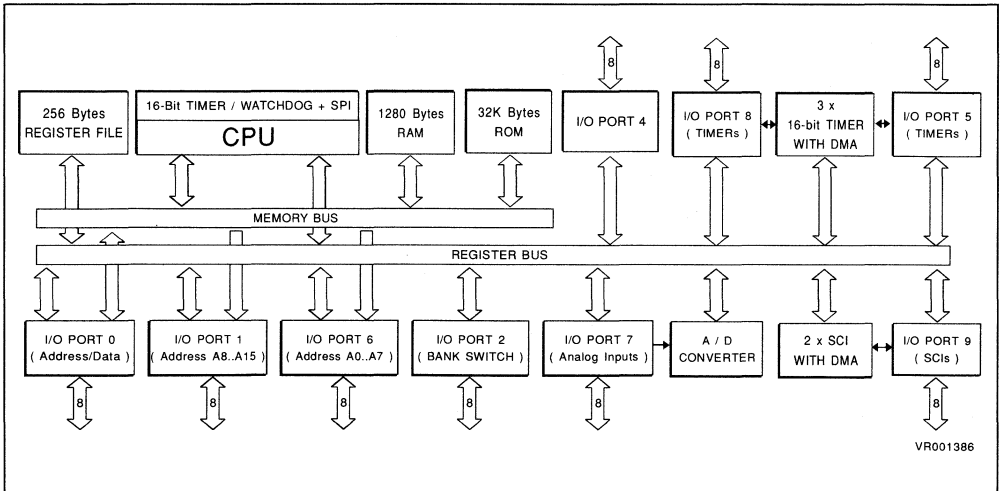 8
8
8
256 Bytes
REGISTER FILE
16-Bit TIMER / WATCHDOG + SPI
CPU
1280 Bytes
RAM
32K Bytes
ROM
I/O PORT 4
I/O PORT 8
( TIMERs )
3 x
16-bit TIMER
WITH DMA
I/O PORT 5
( TIMERs )
MEMORY BUS
REGISTER BUS
I/O PORT 0
( Address/Data )
I/O PORT 1
( Address A8..A15 )
I/O PORT 6
( Address A0..A7 )
I/O PORT 2
( BANK SWITCH )
I/O PORT 7
( Analog Inputs )
A / D
CONVERTER
2 x SCI
WITH DMA
I/O PORT 9
( SCIs )
8
8
8
8
8
8
VR001386